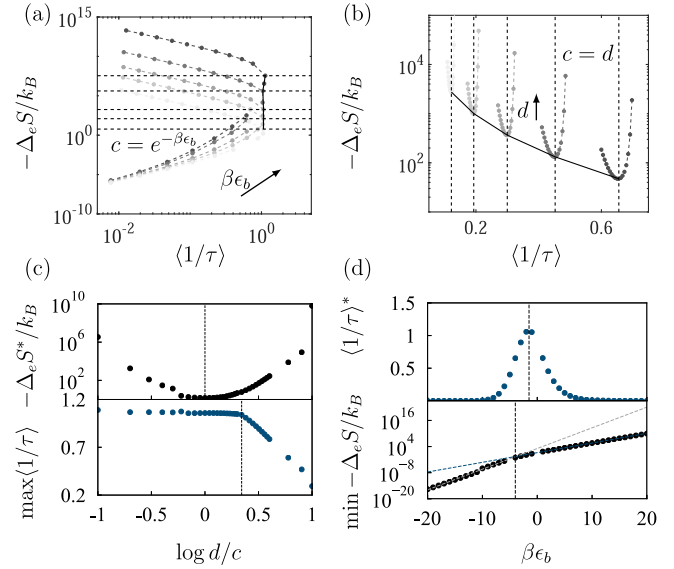 (a)
10^15
10^0
10^-10
−Δ_eS/k_B
c = e^{−βϵ_b}
βϵ_b
10^-2
10^0
⟨1/τ⟩
(b)
10^4
10^2
−Δ_eS/k_B
c = d
d
0.2
0.6
⟨1/τ⟩
(c)
10^10
10^6
10^2
−Δ_eS*/k_B
1.2
1.0
0.2
max⟨1/τ⟩
-1
-0.5
0
0.5
1
log d/c
(d)
1.5
1
0.5
0
⟨1/τ⟩*
10^16
10^4
10^-8
10^-20
min −Δ_eS/k_B
-20
-10
0
10
20
βϵ_b